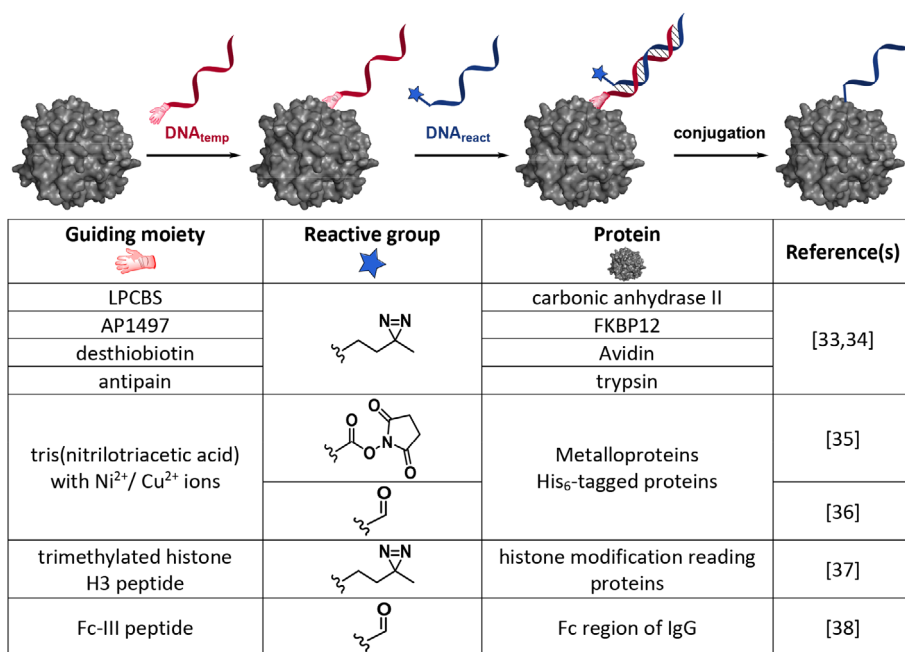 DNAtemp
DNAreact
conjugation
Guiding moiety
Reactive group
Protein
Reference(s)
LPCBS
carbonic anhydrase II
AP1497
FKBP12
desthiobiotin
Avidin
antipain
trypsin
N=N
[33,34]
tris(nitrilotriacetic acid)
with Ni²⁺/ Cu²⁺ ions
O
O
O
N
O
Metalloproteins
His₆-tagged proteins
[35]
O
[36]
trimethylated histone
H3 peptide
N=N
histone modification reading
proteins
[37]
Fc-III peptide
O
Fc region of IgG
[38]